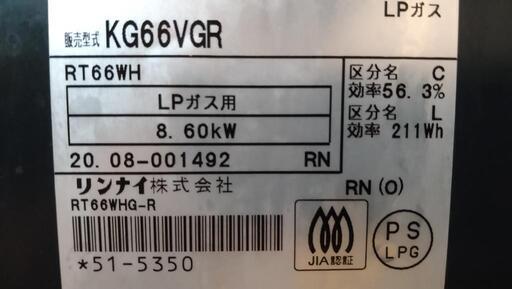 LPガス
販売型式 KG66VGR
RT66WH
LPガス用
8.60kW
20.08-001492 RN
区分名 C
効率56.3%
区分名 L
効率 211Wh
リンナイ株式会社
RN (O)
RT66WHG-R
*51-5350
JIA認証
PS
LPG